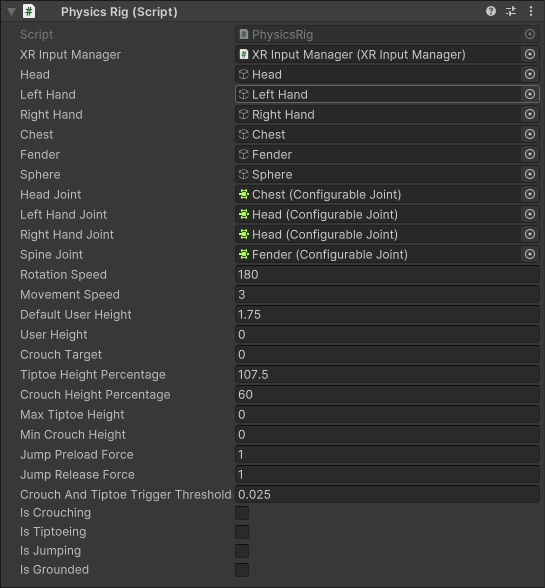 Physics Rig (Script)
Script PhysicsRig
XR Input Manager XR Input Manager (XR Input Manager)
Head Head
Left Hand Left Hand
Right Hand Right Hand
Chest Chest
Fender Fender
Sphere Sphere
Head Joint Chest (Configurable Joint)
Left Hand Joint Head (Configurable Joint)
Right Hand Joint Head (Configurable Joint)
Spine Joint Fender (Configurable Joint)
Rotation Speed 180
Movement Speed 3
Default User Height 1.75
User Height 0
Crouch Target 0
Tiptoe Height Percentage 107.5
Crouch Height Percentage 60
Max Tiptoe Height 0
Min Crouch Height 0
Jump Preload Force 1
Jump Release Force 1
Crouch And Tiptoe Trigger Threshold 0.025
Is Crouching
Is Tiptoeing
Is Jumping
Is Grounded